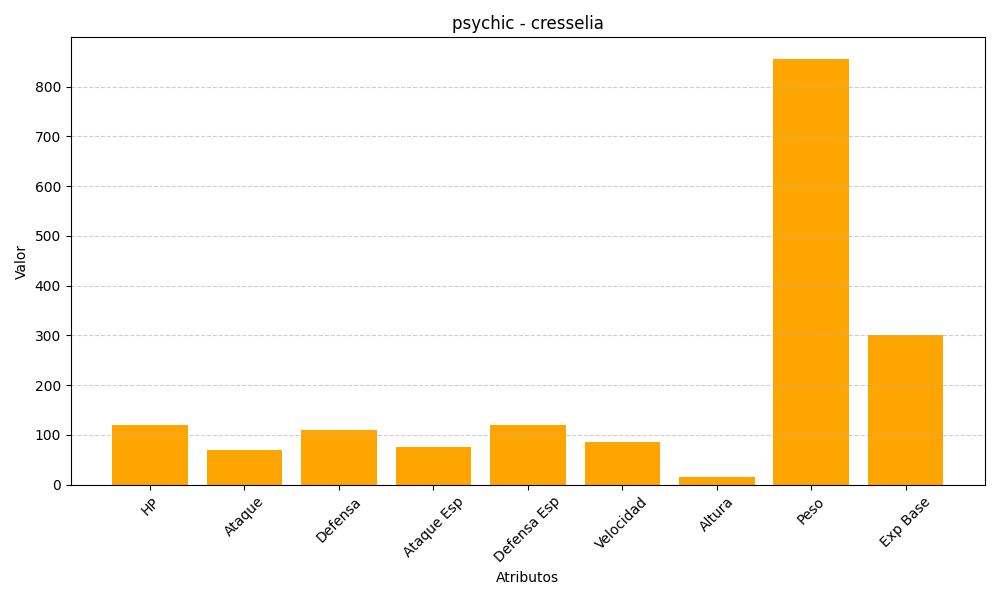 psychic - cresselia
Valor
800
700
600
500
400
300
200
100
0
HP
Ataque
Defensa
Ataque Esp
Defensa Esp
Velocidad
Altura
Peso
Exp Base
Atributos